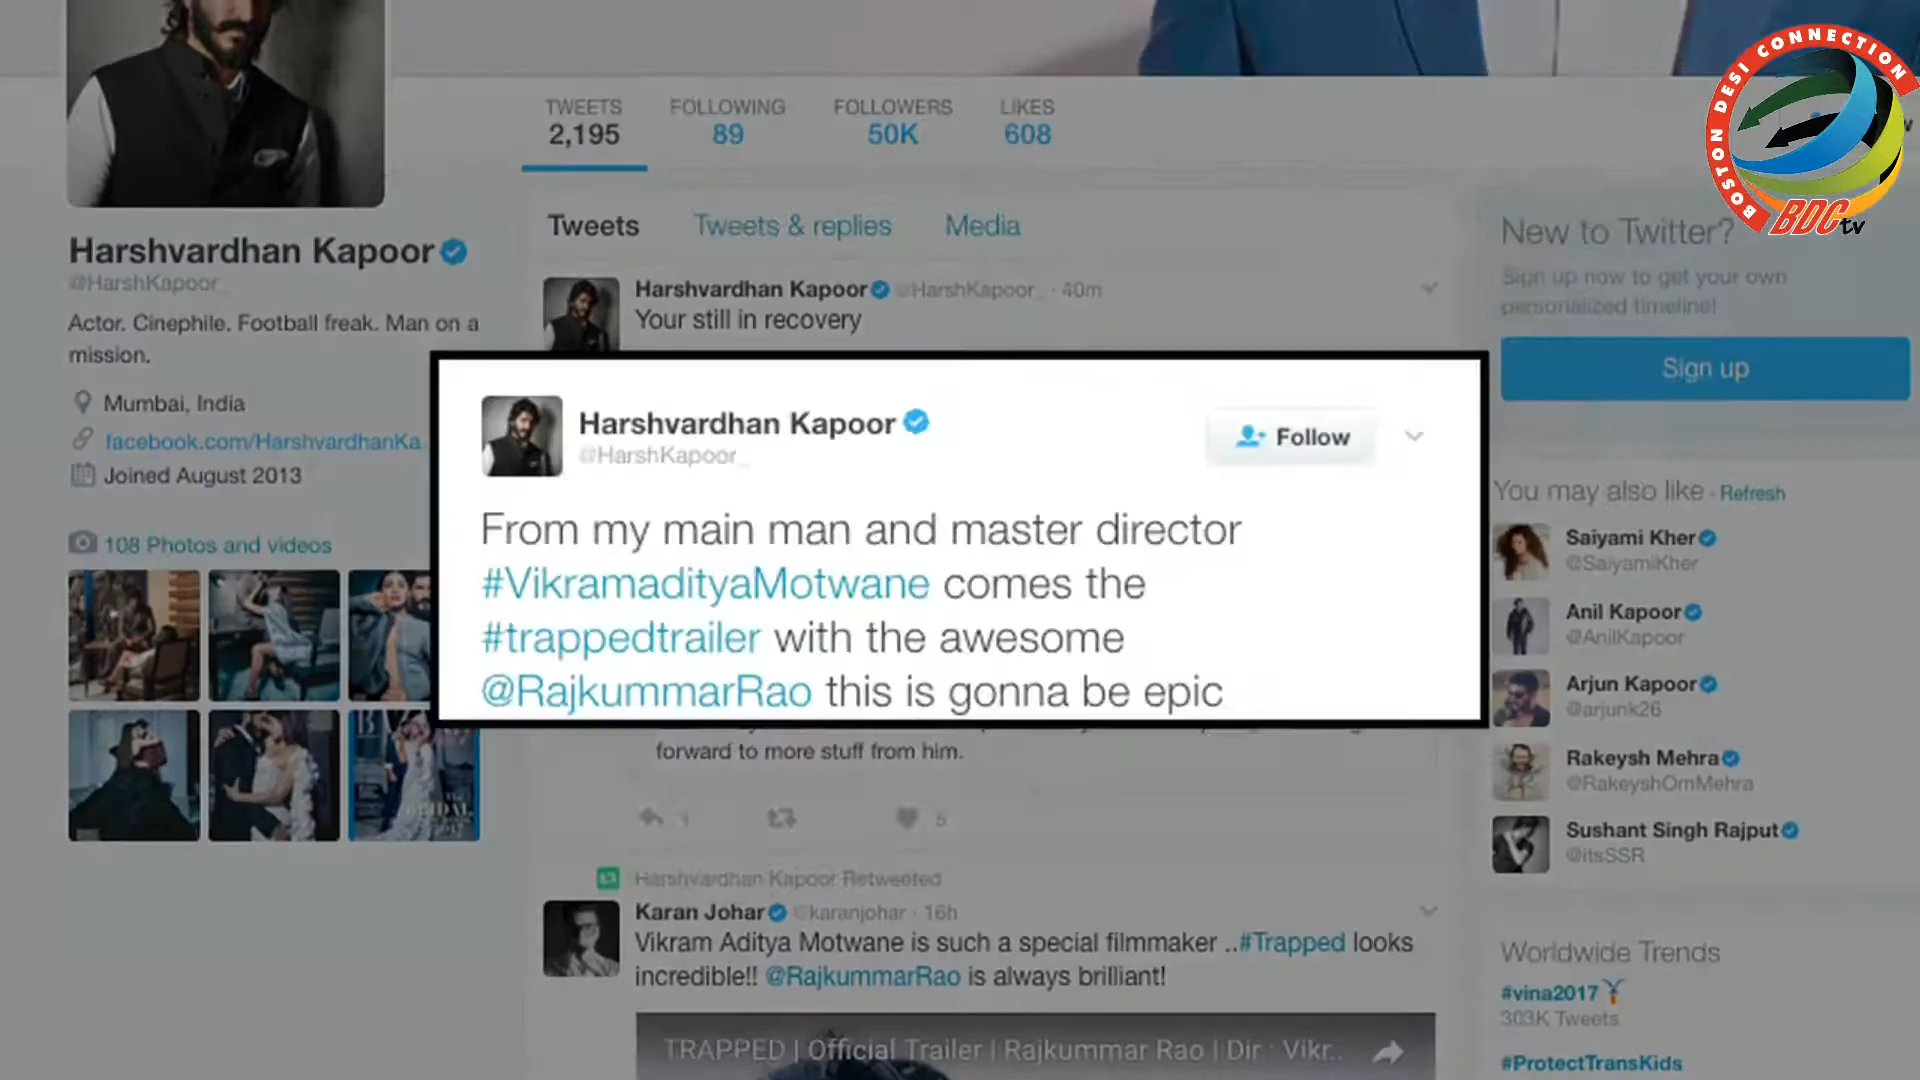 BOSTON DESI CONNECTION
BDC tv
TWEETS FOLLOWING FOLLOWERS LIKES
2,195 89 50K 608
Tweets Tweets & replies Media
Harshvardhan Kapoor
@HarshKapoor_
Actor. Cinephile. Football freak. Man on a
mission.
Mumbai, India
facebook.com/HarshvardhanKa
Joined August 2013
108 Photos and videos
Harshvardhan Kapoor @HarshKapoor_ · 40m
Your still in recovery
Harshvardhan Kapoor
@HarshKapoor_
Follow
From my main man and master director
#VikramadityaMotwane comes the
#trappedtrailer with the awesome
@RajkummarRao this is gonna be epic
forward to more stuff from him.
1 5
Harshvardhan Kapoor Retweeted
Karan Johar @karanjohar · 16h
Vikram Aditya Motwane is such a special filmmaker ..#Trapped looks
incredible!! @RajkummarRao is always brilliant!
TRAPPED | Official Trailer | Rajkummar Rao | Dir : Vikr..
New to Twitter?
Sign up now to get your own
personalized timeline!
Sign up
You may also like · Refresh
Saiyami Kher
@SaiyamiKher
Anil Kapoor
@AnilKapoor
Arjun Kapoor
@arjunk26
Rakeysh Mehra
@RakeyshOmMehra
Sushant Singh Rajput
@itsSSR
Worldwide Trends
#vina2017
303K Tweets
#ProtectTransKids